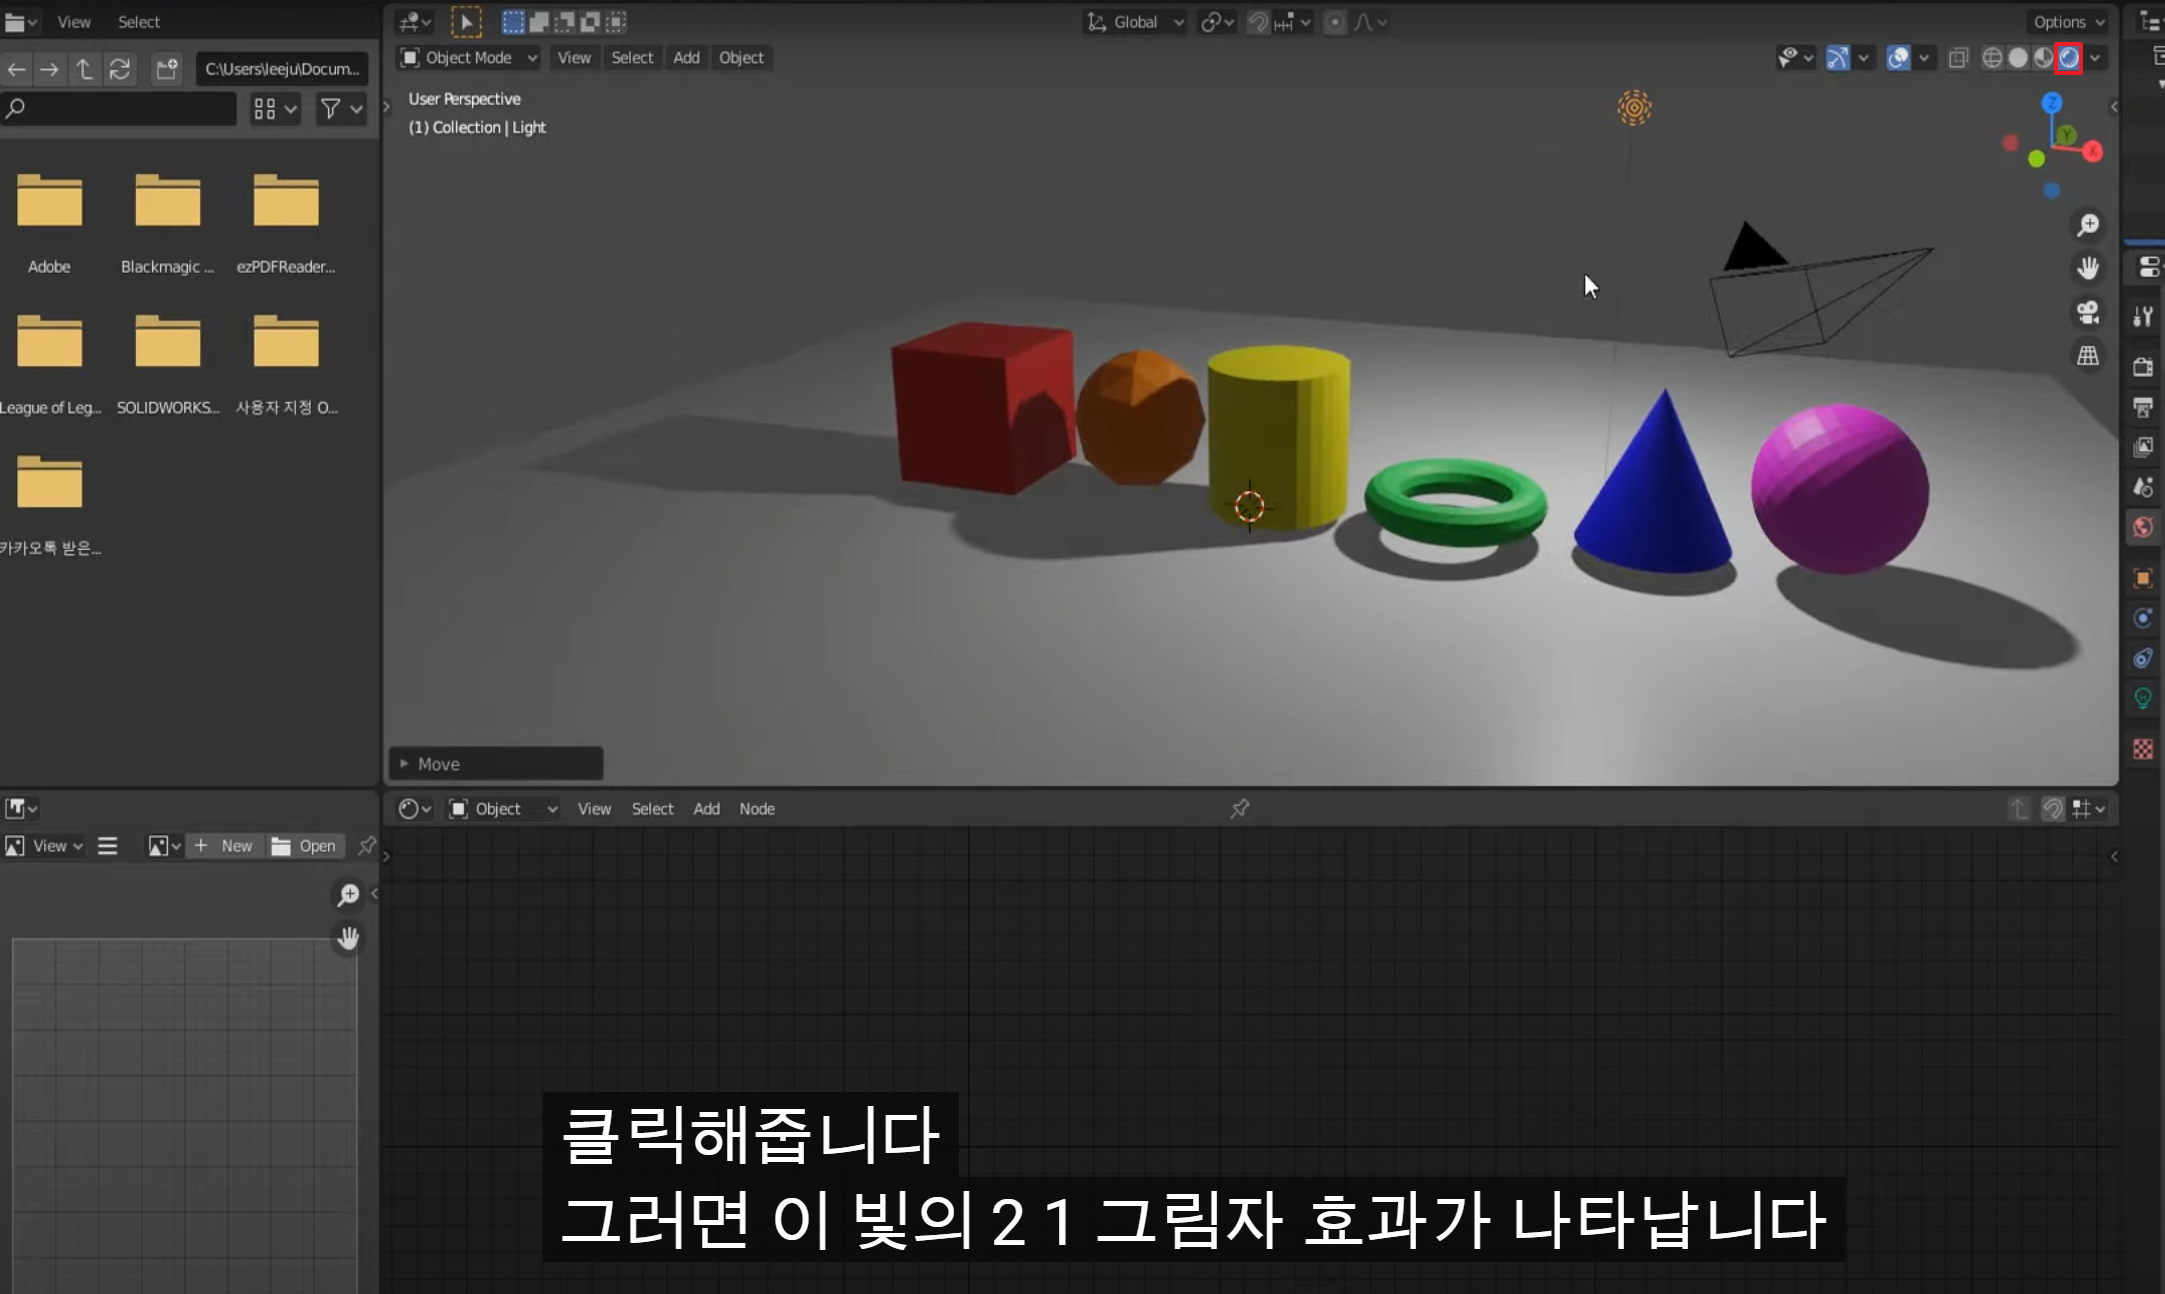 View Select
Global
Options
Object Mode View Select Add Object
C:\Users\leeju\Docum...
User Perspective
(1) Collection | Light
Z
Y
X
Adobe Blackmagic ... ezPDFReader...
League of Leg... SOLIDWORKS... 사용자 지정 O...
카카오톡 받은...
Move
Object View Select Add Node
View + New Open
클릭해줍니다
그러면 이 빛의 2 1 그림자 효과가 나타납니다